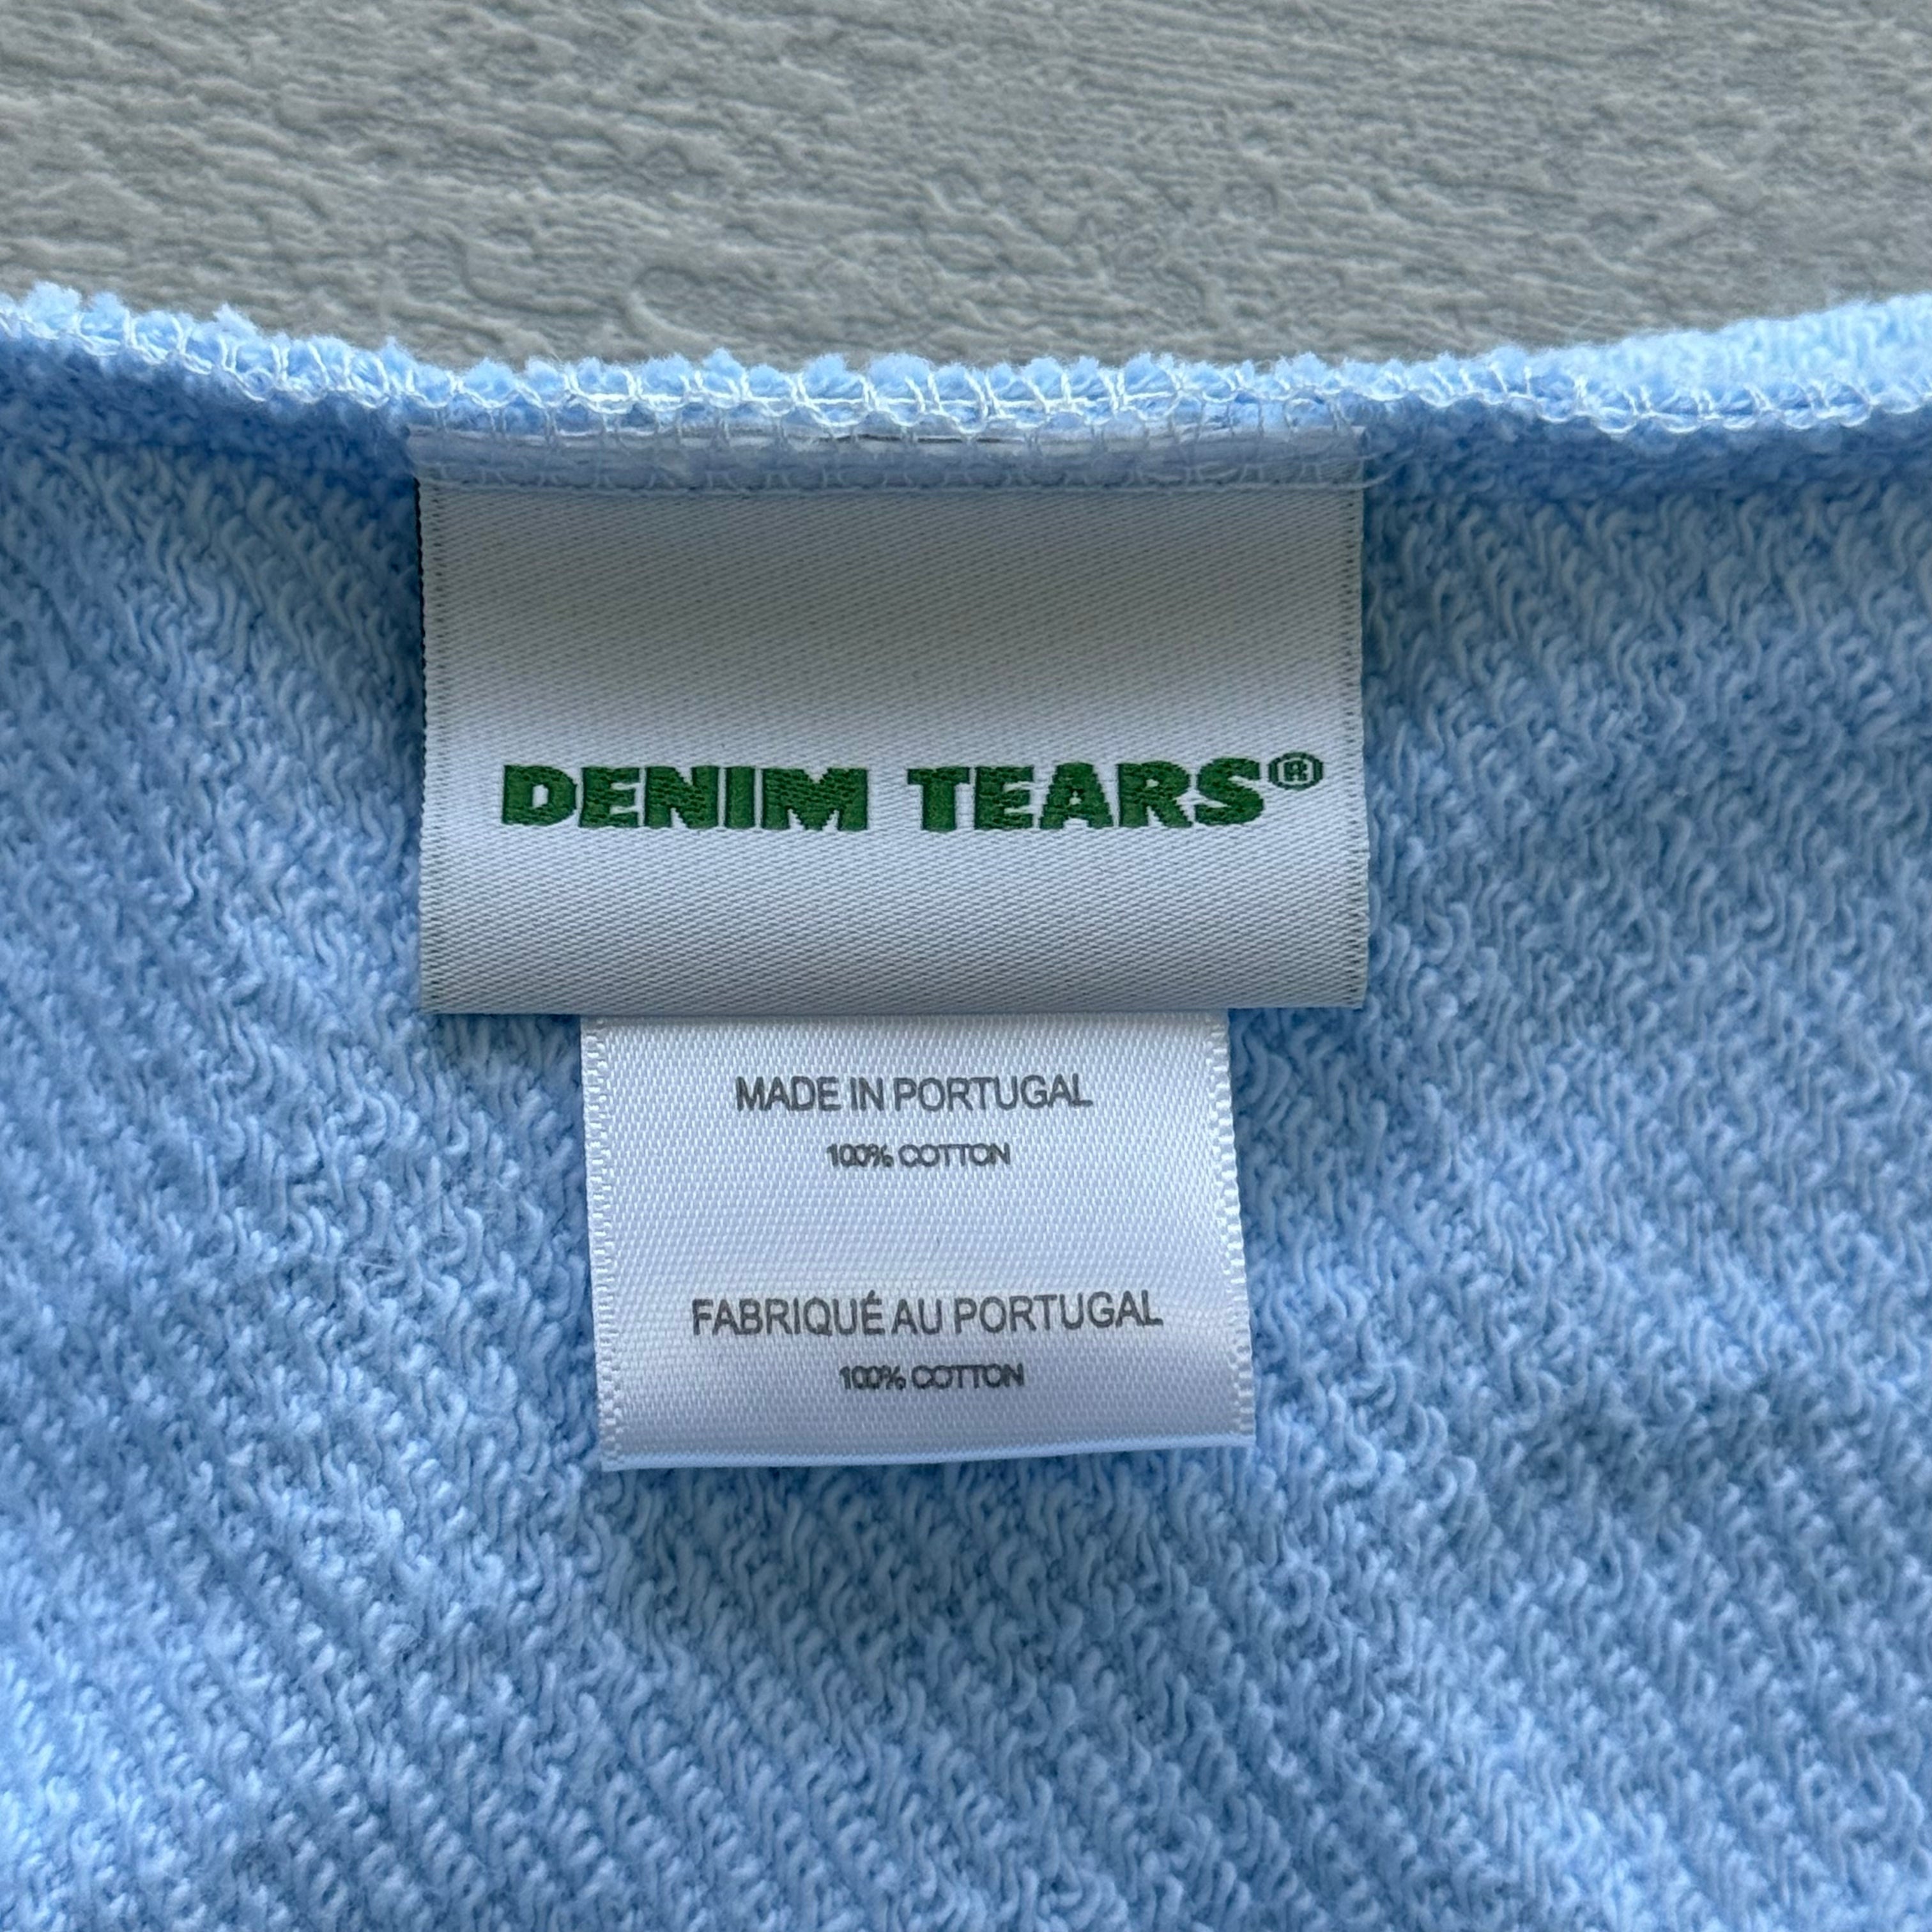 DENIM TEARS®
MADE IN PORTUGAL
100% COTTON
FABRIQUÉ AU PORTUGAL
100% COTTON